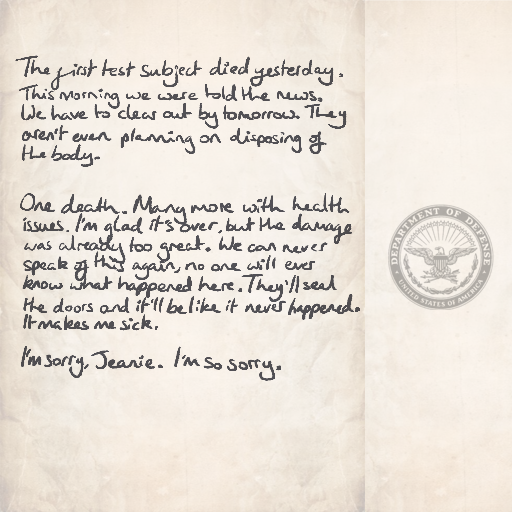 The first test subject died yesterday.
This morning we were told the news.
We have to clear out by tomorrow. They
aren't even planning on disposing of
the body.
One death. Many more with health
issues. I'm glad it's over, but the damage
was already too great. We can never
speak of this again, no one will ever
know what happened here. They'll seal
the doors and it'll be like it never happened.
It makes me sick.
I'm sorry, Jeanie. I'm so sorry.
DEPARTMENT OF DEFENSE
UNITED STATES OF AMERICA